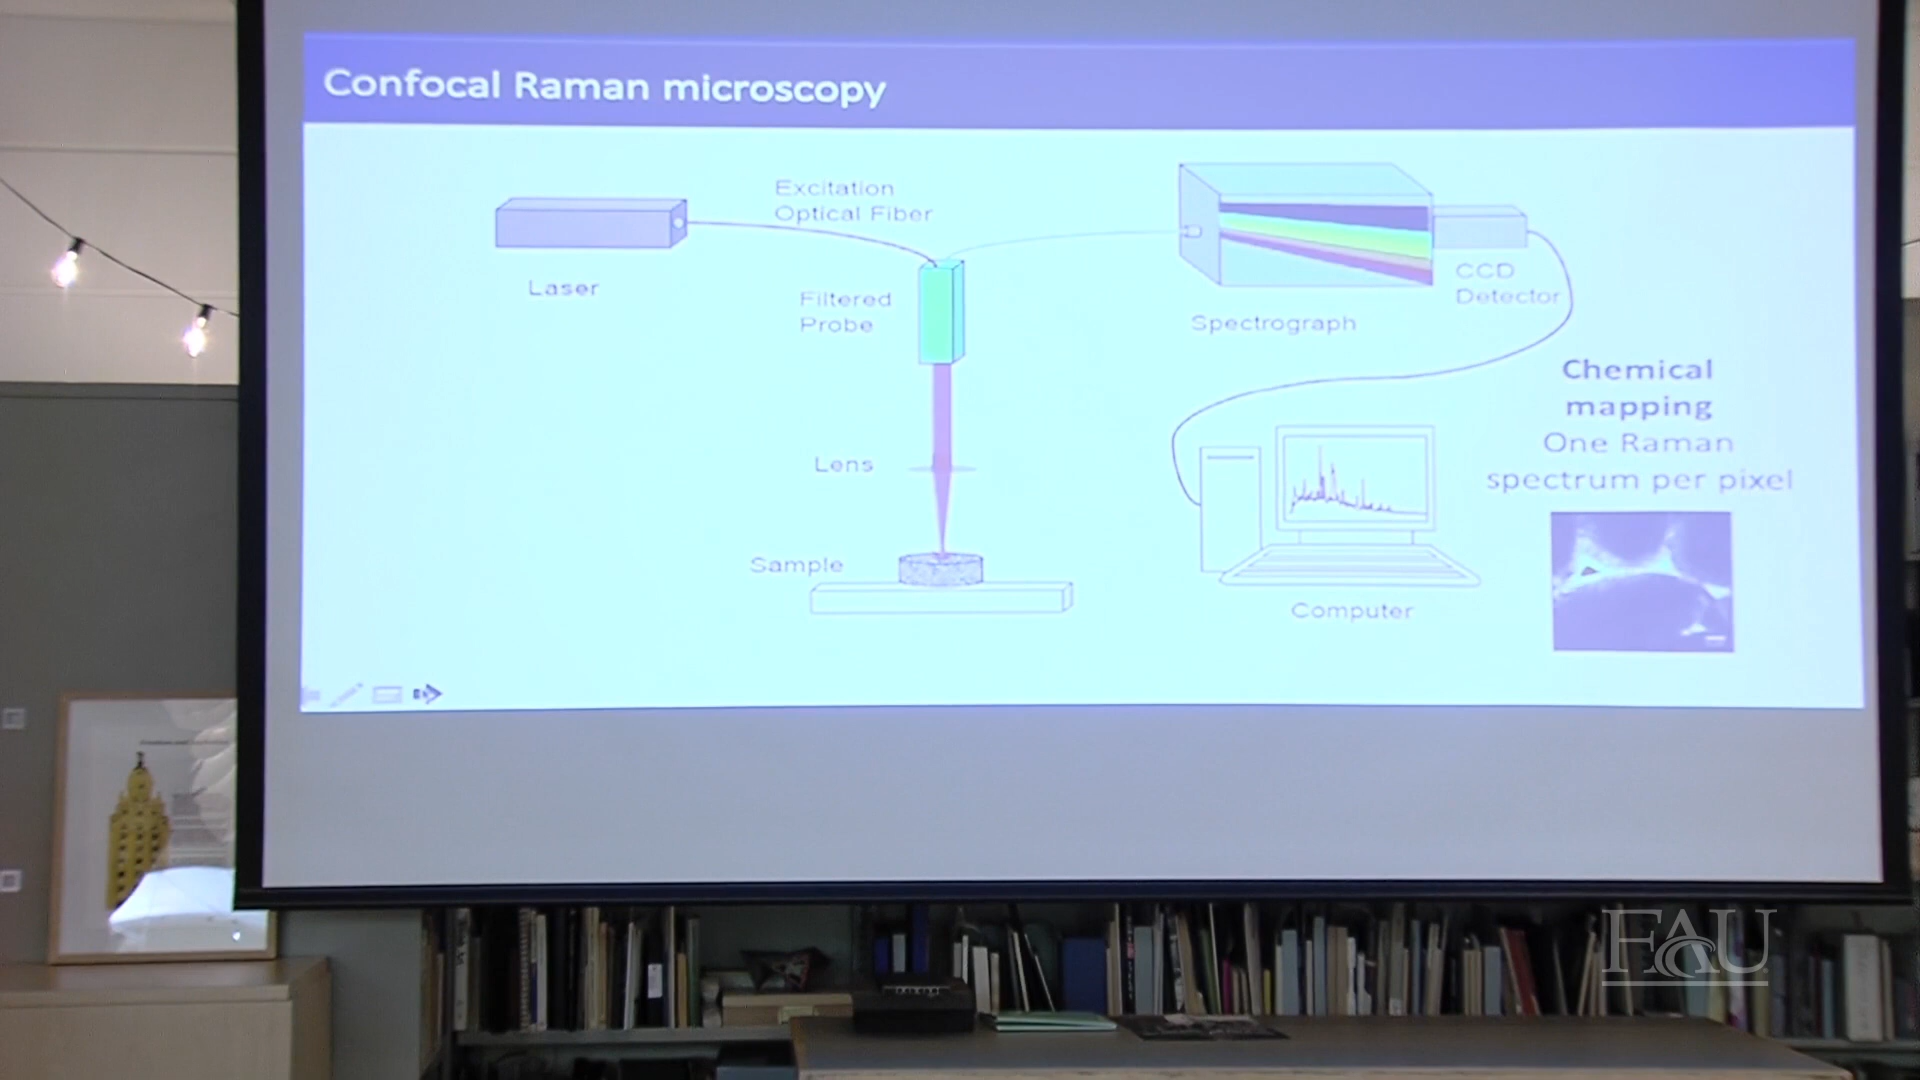 Confocal Raman microscopy
Excitation
Optical Fiber
Laser
Filtered
Probe
Spectrograph
CCD
Detector
Lens
Sample
Computer
Chemical
mapping
One Raman
spectrum per pixel
FAU